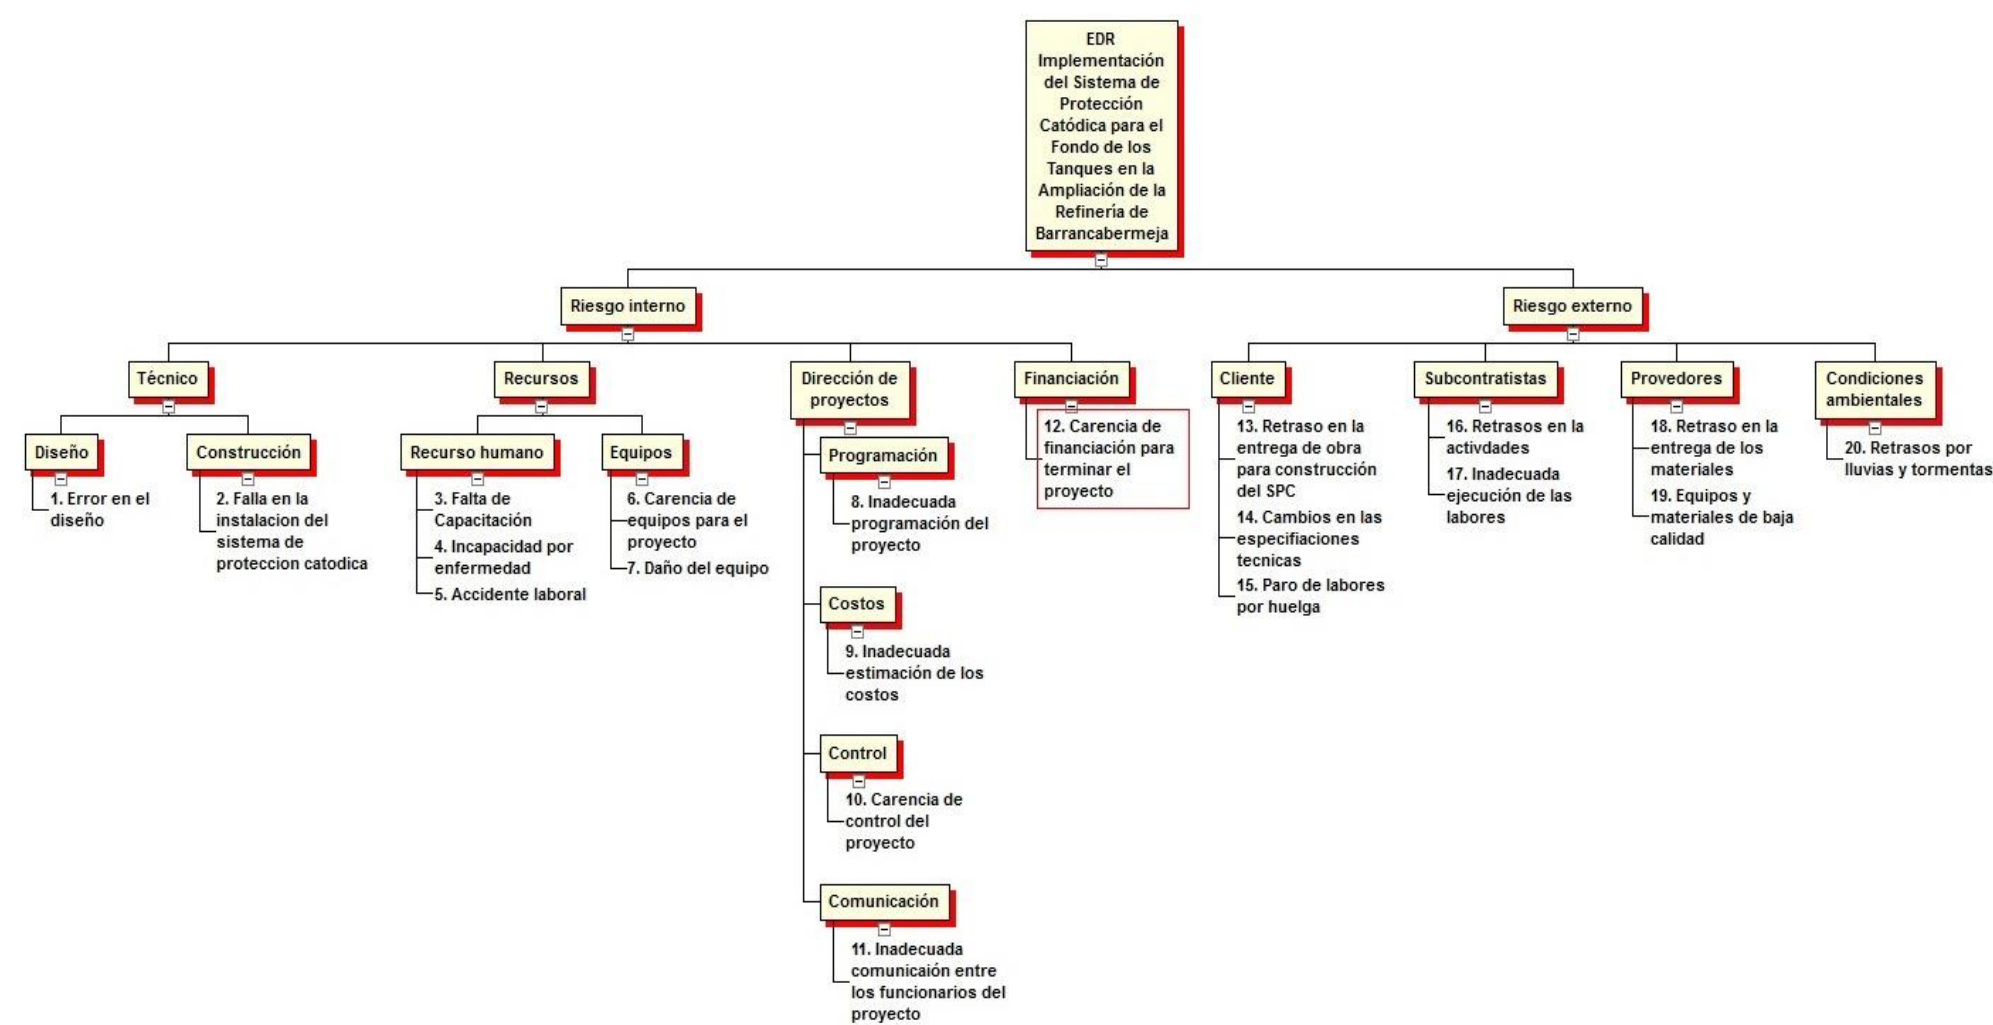 EDR
Implementación
del Sistema de
Protección
Catódica para el
Fondo de los
Tanques en la
Ampliación de la
Refinería de
Barrancabermeja
Riesgo interno
Riesgo externo
Técnico
Recursos
Dirección de
proyectos
Financiación
Cliente
Subcontratistas
Provedores
Condiciones
ambientales
Diseño
1. Error en el
diseño
Construcción
2. Falla en la
instalacion del
sistema de
proteccion catodica
Recurso humano
3. Falta de
Capacitación
4. Incapacidad por
enfermedad
5. Accidente laboral
Equipos
6. Carencia de
equipos para el
proyecto
7. Daño del equipo
Programación
8. Inadecuada
programación del
proyecto
Costos
9. Inadecuada
estimación de los
costos
Control
10. Carencia de
control del
proyecto
Comunicación
11. Inadecuada
comunicaión entre
los funcionarios del
proyecto
12. Carencia de
financiación para
terminar el
proyecto
13. Retraso en la
entrega de obra
para construcción
del SPC
14. Cambios en las
especifiaciones
tecnicas
15. Paro de labores
por huelga
16. Retrasos en la
activdades
17. Inadecuada
ejecución de las
labores
18. Retraso en la
entrega de los
materiales
19. Equipos y
materiales de baja
calidad
20. Retrasos por
lluvias y tormentas